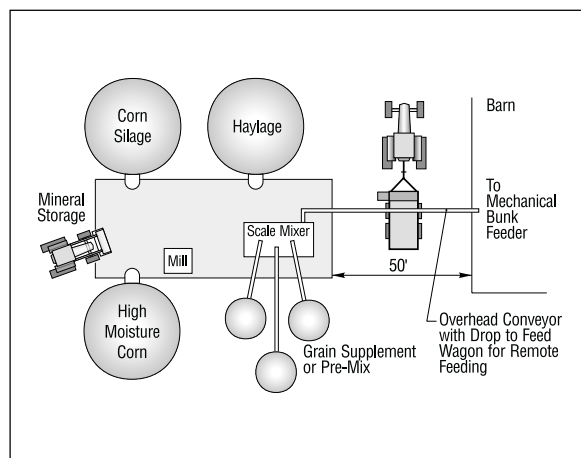 Corn
Silage
Haylage
Barn
Mineral
Storage
To
Mechanical
Bunk
Feeder
Scale Mixer
Mill
50'
High
Moisture
Corn
Grain Supplement
or Pre-Mix
Overhead Conveyor
with Drop to Feed
Wagon for Remote
Feeding